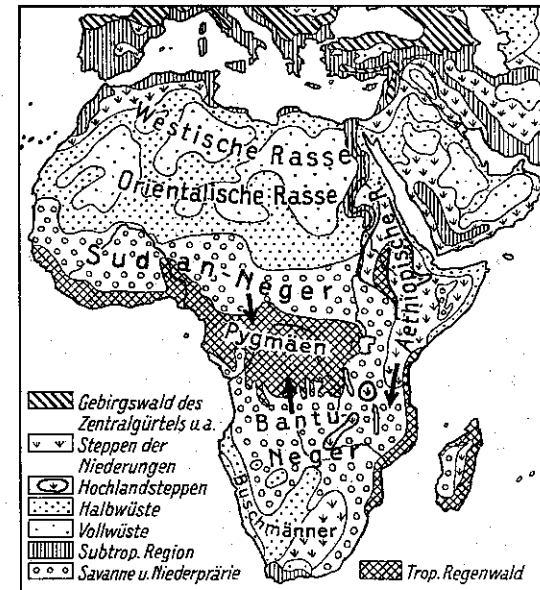 Westische Rasse
Orientalische Rasse
Sudan-Neger
Aethiopische R.
Pygmäen
Bantu
Neger
Buschmänner
Gebirgswald des
Zentralgürtels u.a.
Steppen der
Niederungen
Hochlandsteppen
Halbwüste
Vollwüste
Subtrop. Region
Savanne u. Niederprärie
Trop. Regenwald